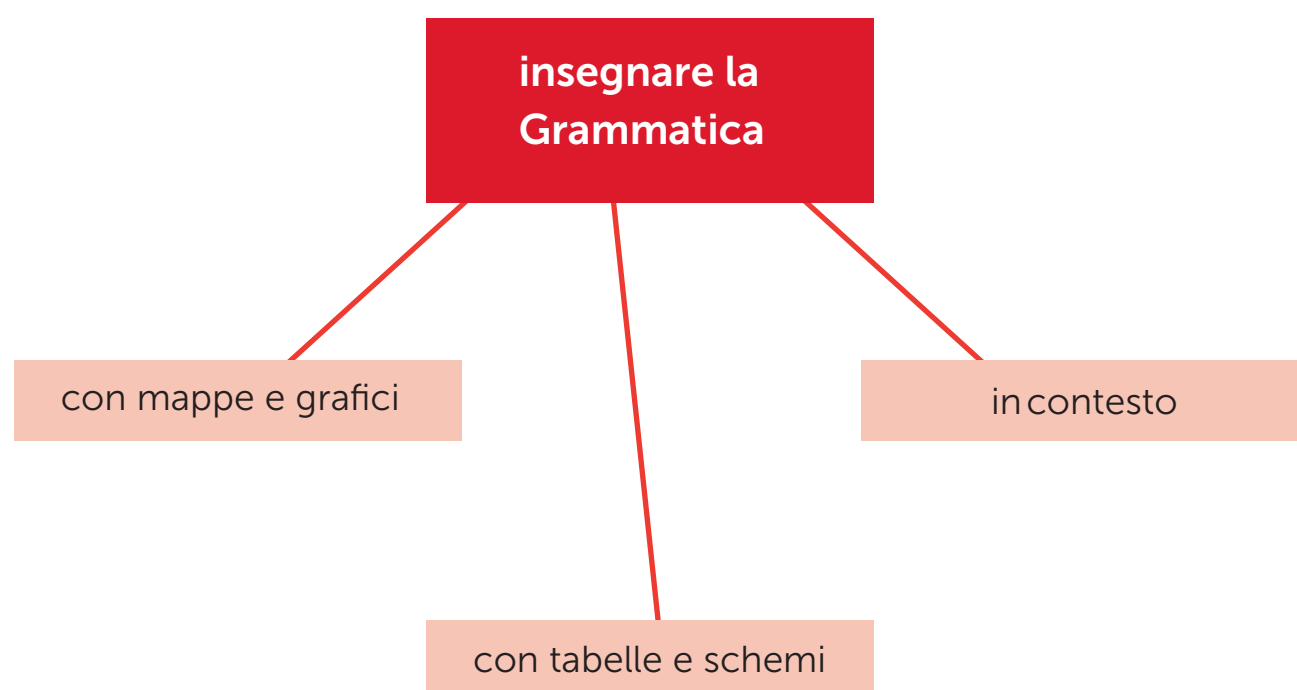 insegnare la
Grammatica
con mappe e grafici
in contesto
con tabelle e schemi